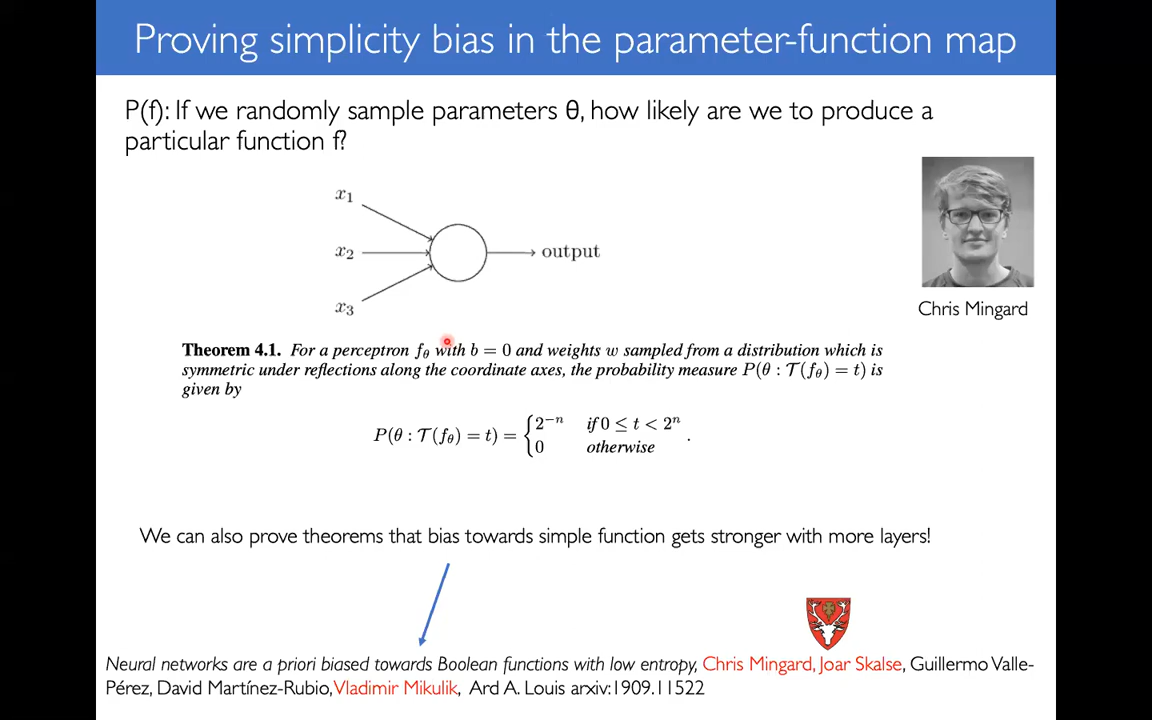 Proving simplicity bias in the parameter-function map
P(f): If we randomly sample parameters θ, how likely are we to produce a
particular function f?
x₁
x₂
output
x₃
Chris Mingard
Theorem 4.1. For a perceptron f_θ with b = 0 and weights w sampled from a distribution which is
symmetric under reflections along the coordinate axes, the probability measure P(θ : 𝒯(f_θ) = t) is
given by
P(θ : 𝒯(f_θ) = t) = { 2⁻ⁿ if 0 ≤ t < 2ⁿ
0 otherwise .
We can also prove theorems that bias towards simple function gets stronger with more layers!
Neural networks are a priori biased towards Boolean functions with low entropy, Chris Mingard, Joar Skalse, Guillermo Valle-
Pérez, David Martínez-Rubio, Vladimir Mikulik, Ard A. Louis arxiv:1909.11522